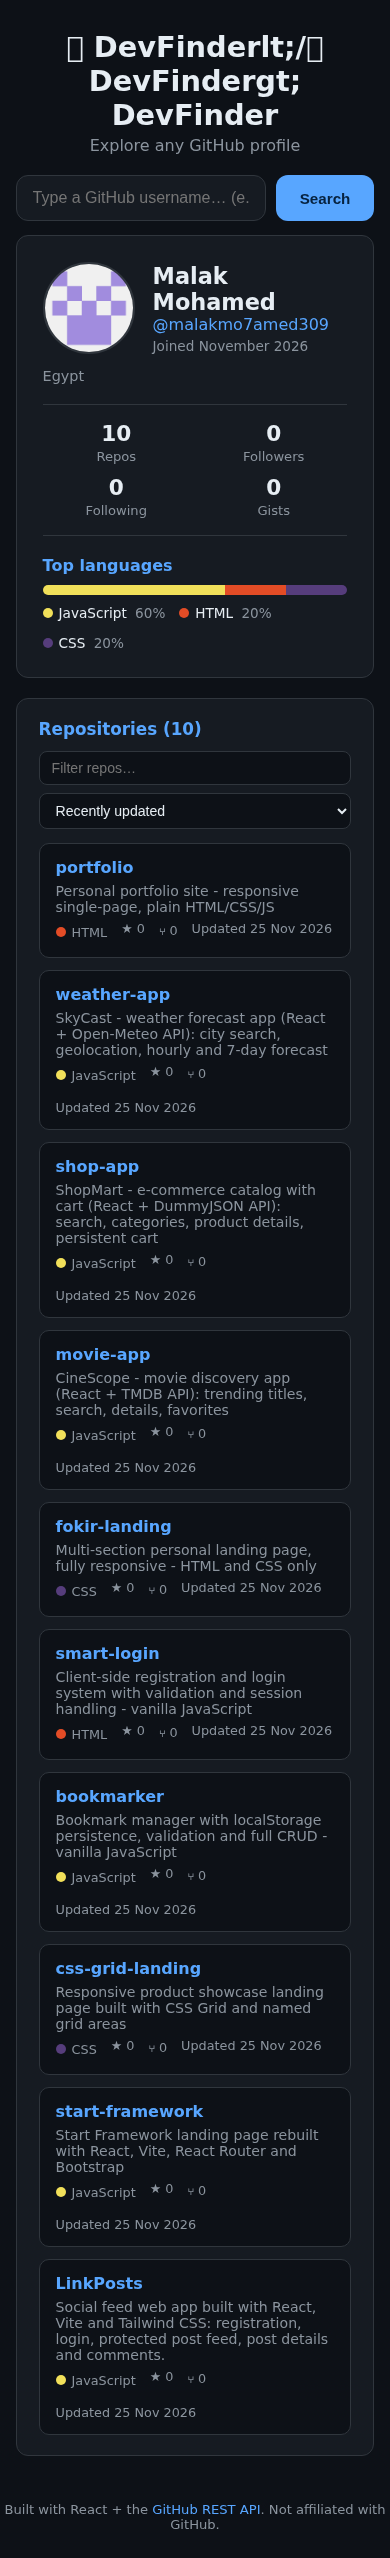 DevFinderlt;/
DevFindergt;
DevFinder
Explore any GitHub profile
Type a GitHub username… (e.
Search
Malak
Mohamed
@malakmo7amed309
Joined November 2026
Egypt
10
0
Repos
Followers
0
0
Following
Gists
Top languages
JavaScript 60% HTML 20%
CSS 20%
Repositories (10)
Filter repos…
Recently updated
portfolio
Personal portfolio site - responsive
single-page, plain HTML/CSS/JS
HTML ★ 0 ⑂ 0 Updated 25 Nov 2026
weather-app
SkyCast - weather forecast app (React
+ Open-Meteo API): city search,
geolocation, hourly and 7-day forecast
JavaScript ★ 0 ⑂ 0
Updated 25 Nov 2026
shop-app
ShopMart - e-commerce catalog with
cart (React + DummyJSON API):
search, categories, product details,
persistent cart
JavaScript ★ 0 ⑂ 0
Updated 25 Nov 2026
movie-app
CineScope - movie discovery app
(React + TMDB API): trending titles,
search, details, favorites
JavaScript ★ 0 ⑂ 0
Updated 25 Nov 2026
fokir-landing
Multi-section personal landing page,
fully responsive - HTML and CSS only
CSS ★ 0 ⑂ 0 Updated 25 Nov 2026
smart-login
Client-side registration and login
system with validation and session
handling - vanilla JavaScript
HTML ★ 0 ⑂ 0 Updated 25 Nov 2026
bookmarker
Bookmark manager with localStorage
persistence, validation and full CRUD -
vanilla JavaScript
JavaScript ★ 0 ⑂ 0
Updated 25 Nov 2026
css-grid-landing
Responsive product showcase landing
page built with CSS Grid and named
grid areas
CSS ★ 0 ⑂ 0 Updated 25 Nov 2026
start-framework
Start Framework landing page rebuilt
with React, Vite, React Router and
Bootstrap
JavaScript ★ 0 ⑂ 0
Updated 25 Nov 2026
LinkPosts
Social feed web app built with React,
Vite and Tailwind CSS: registration,
login, protected post feed, post details
and comments.
JavaScript ★ 0 ⑂ 0
Updated 25 Nov 2026
Built with React + the GitHub REST API. Not affiliated with
GitHub.